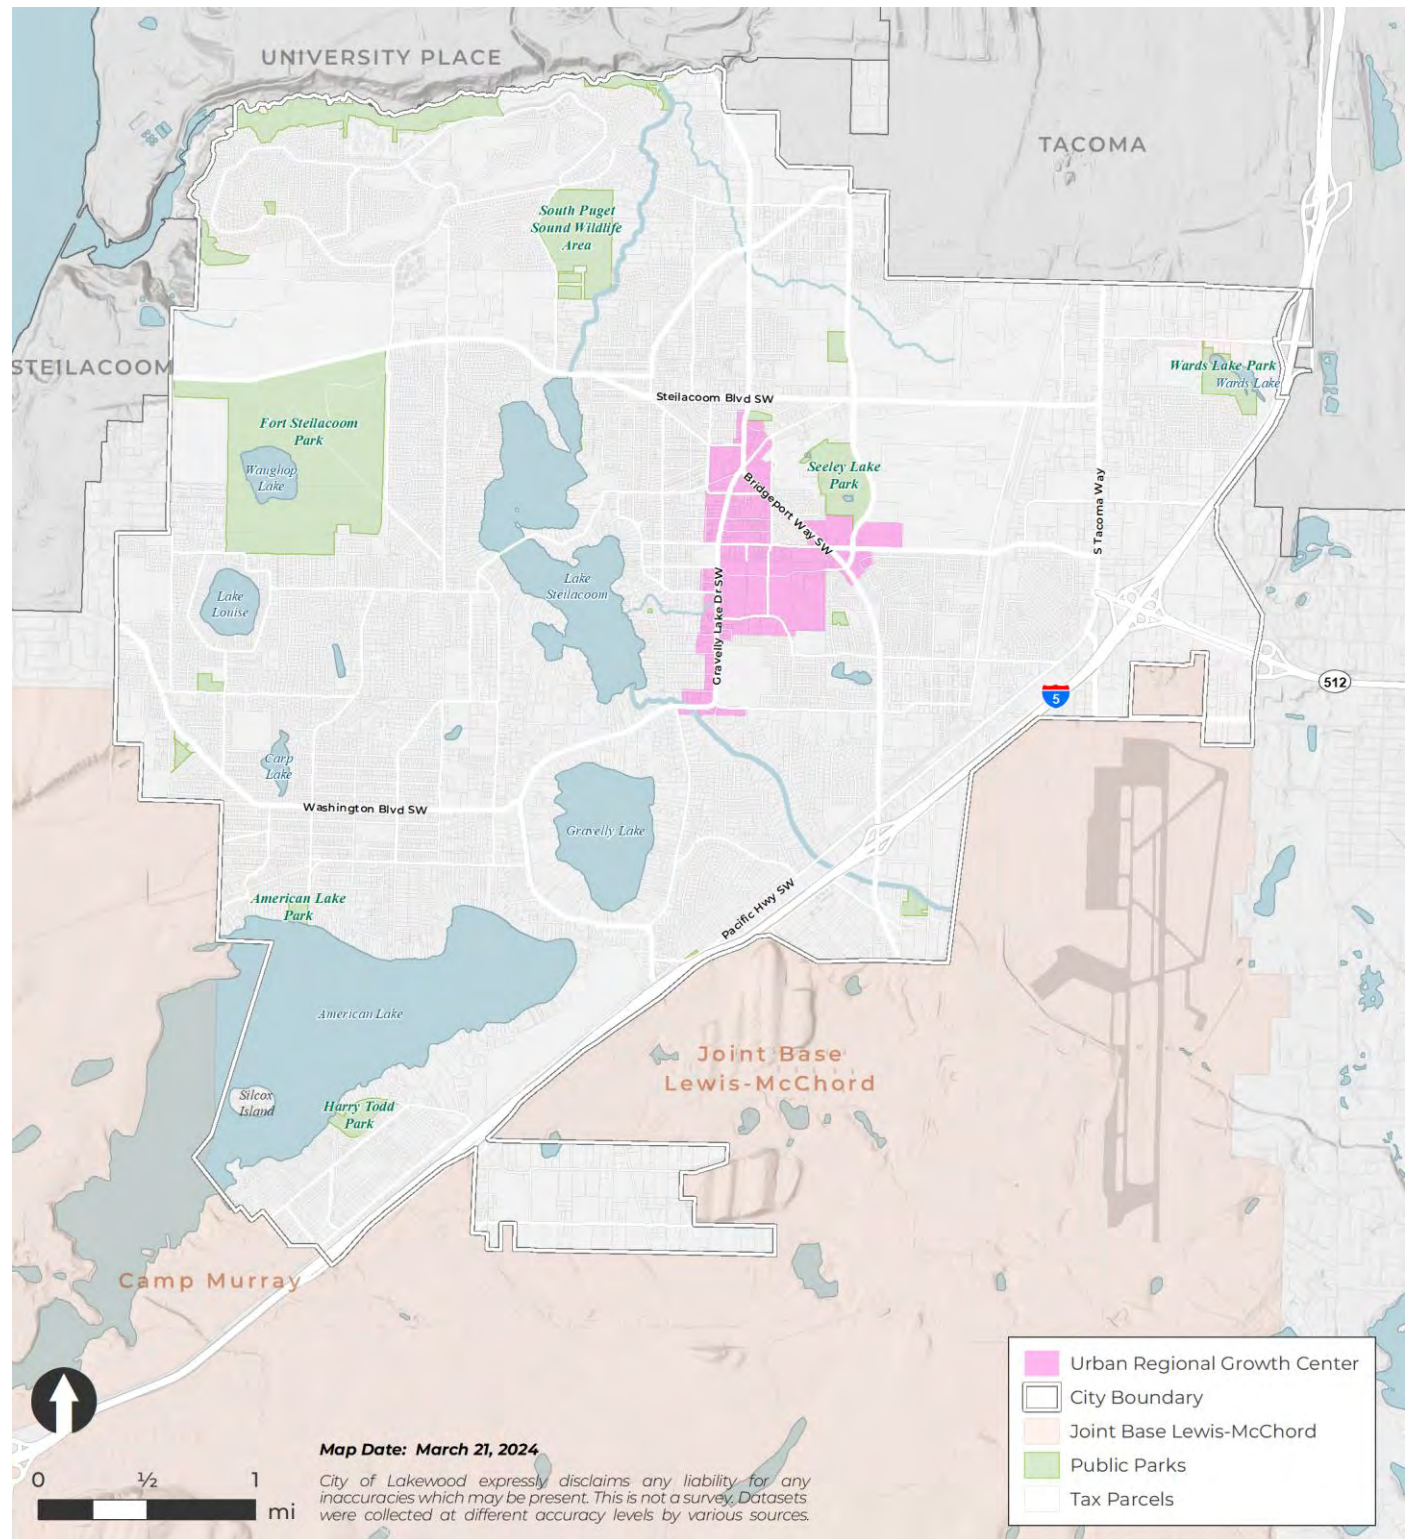 UNIVERSITY PLACE
TACOMA
South Puget
Sound Wildlife
Area
STEILACOOM
Wards Lake Park
Wards Lake
Steilacoom Blvd SW
Fort Steilacoom
Park
Waughop
Lake
Seeley Lake
Park
Bridgeport Way SW
S Tacoma Way
Lake
Steilacoom
Lake
Louise
Gravelly Lake Dr SW
512
5
Carp
Lake
Washington Blvd SW
Gravelly Lake
American Lake
Park
Pacific Hwy SW
American Lake
Joint Base
Lewis-McChord
Silcox
Island
Harry Todd
Park
Camp Murray
Urban Regional Growth Center
City Boundary
Joint Base Lewis-McChord
Public Parks
Tax Parcels
Map Date: March 21, 2024
0 ½ 1
mi
City of Lakewood expressly disclaims any liability for any
inaccuracies which may be present. This is not a survey. Datasets
were collected at different accuracy levels by various sources.